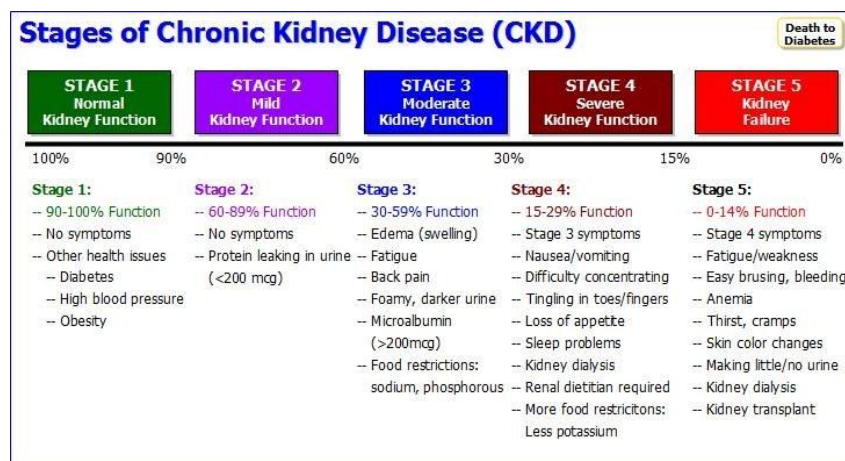 Stages of Chronic Kidney Disease (CKD)
Death to
Diabetes
STAGE 1
Normal
Kidney Function
STAGE 2
Mild
Kidney Function
STAGE 3
Moderate
Kidney Function
STAGE 4
Severe
Kidney Function
STAGE 5
Kidney
Failure
100%
90%
60%
30%
15%
0%
Stage 1:
-- 90-100% Function
-- No symptoms
-- Other health issues
-- Diabetes
-- High blood pressure
-- Obesity
Stage 2:
-- 60-89% Function
-- No symptoms
-- Protein leaking in urine
(<200 mcg)
Stage 3:
-- 30-59% Function
-- Edema (swelling)
-- Fatigue
-- Back pain
-- Foamy, darker urine
-- Microalbumin
(>200mcg)
-- Food restrictions:
sodium, phosphorous
Stage 4:
-- 15-29% Function
-- Stage 3 symptoms
-- Nausea/vomiting
-- Difficulty concentrating
-- Tingling in toes/fingers
-- Loss of appetite
-- Sleep problems
-- Kidney dialysis
-- Renal dietitian required
-- More food restricitons:
Less potassium
Stage 5:
-- 0-14% Function
-- Stage 4 symptoms
-- Fatigue/weakness
-- Easy brusing, bleeding
-- Anemia
-- Thirst, cramps
-- Skin color changes
-- Making little/no urine
-- Kidney dialysis
-- Kidney transplant